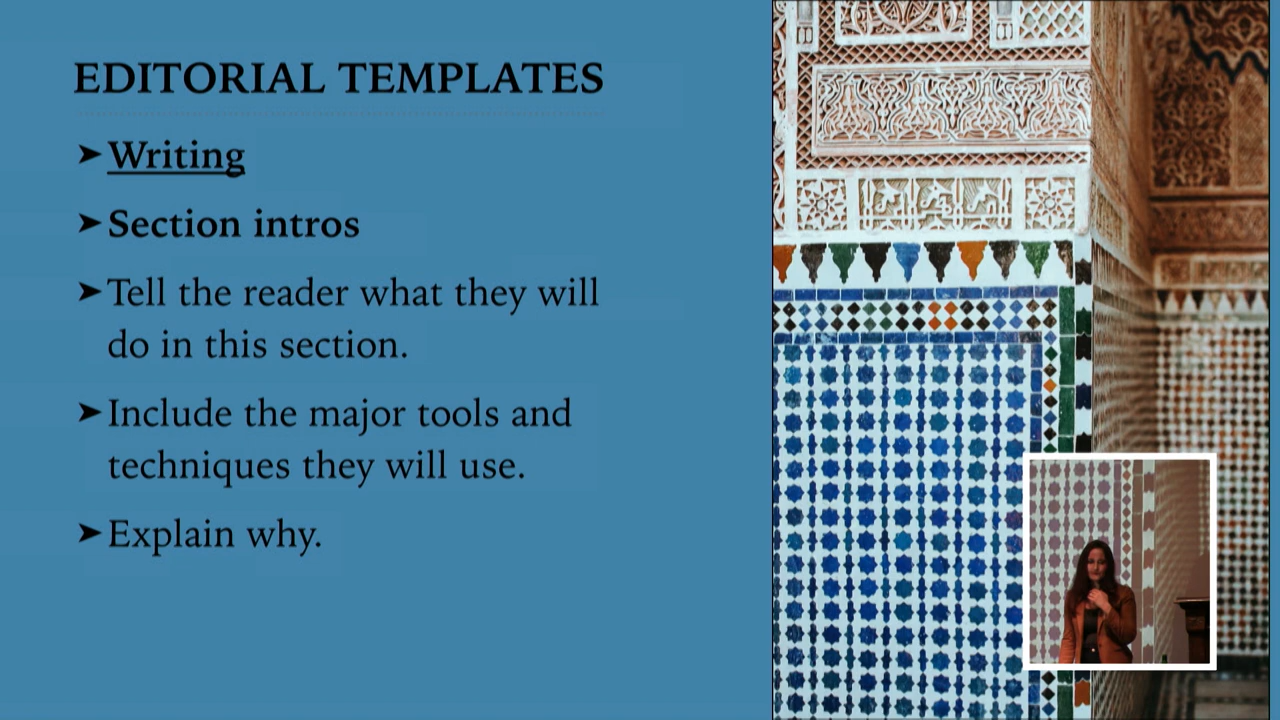 EDITORIAL TEMPLATES
➤Writing
➤Section intros
➤Tell the reader what they will
do in this section.
➤Include the major tools and
techniques they will use.
➤Explain why.